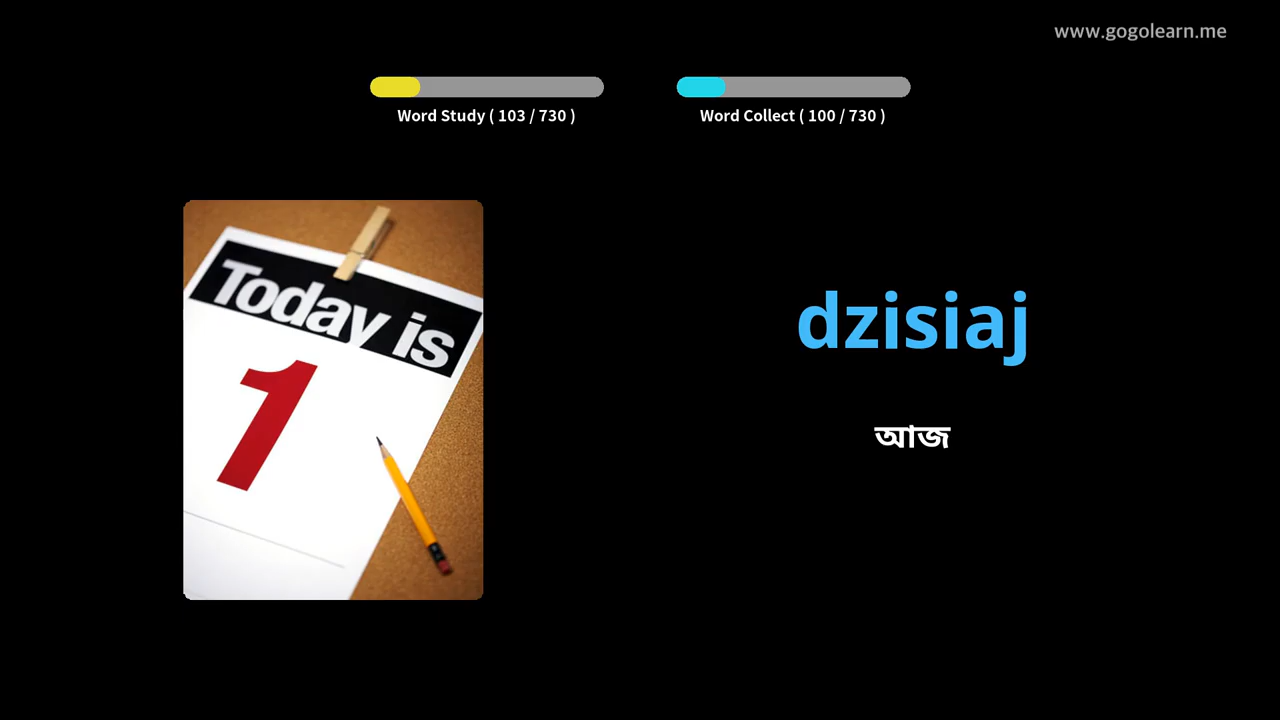 www.gogolearn.me
Word Study ( 103 / 730 )
Word Collect ( 100 / 730 )
Today is
1
dzisiaj
আজ